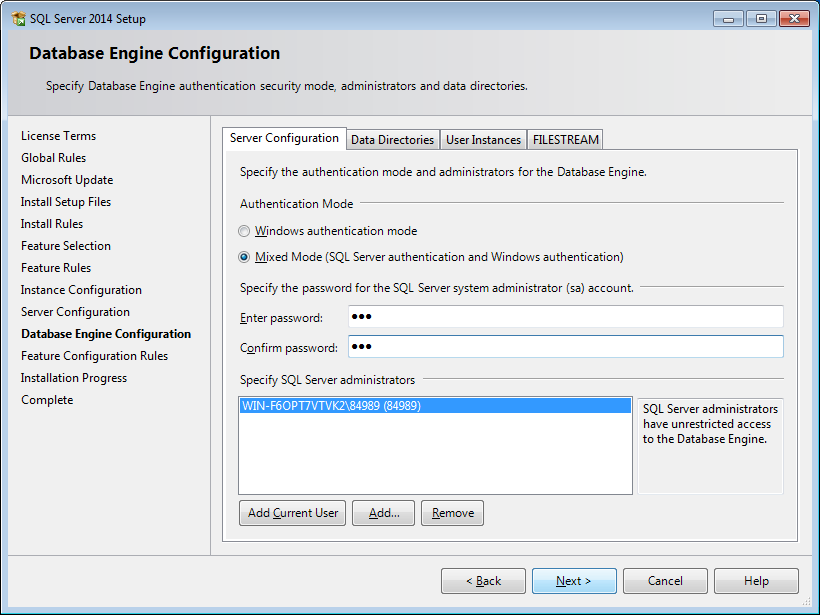 SQL Server 2014 Setup
Database Engine Configuration
Specify Database Engine authentication security mode, administrators and data directories.
License Terms
Global Rules
Microsoft Update
Install Setup Files
Install Rules
Feature Selection
Feature Rules
Instance Configuration
Server Configuration
Database Engine Configuration
Feature Configuration Rules
Installation Progress
Complete
Server Configuration Data Directories User Instances FILESTREAM
Specify the authentication mode and administrators for the Database Engine.
Authentication Mode
Windows authentication mode
Mixed Mode (SQL Server authentication and Windows authentication)
Specify the password for the SQL Server system administrator (sa) account.
Enter password: ●●●
Confirm password: ●●●
Specify SQL Server administrators
WIN-F6OPT7VTVK2\84989 (84989)
SQL Server administrators
have unrestricted access
to the Database Engine.
Add Current User Add... Remove
< Back Next > Cancel Help